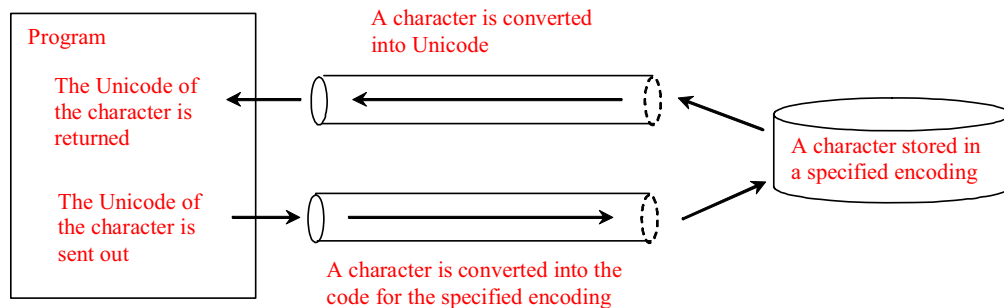 Program
The Unicode of
the character is
returned
The Unicode of
the character is
sent out
A character is converted
into Unicode
A character is converted into the
code for the specified encoding
A character stored in
a specified encoding